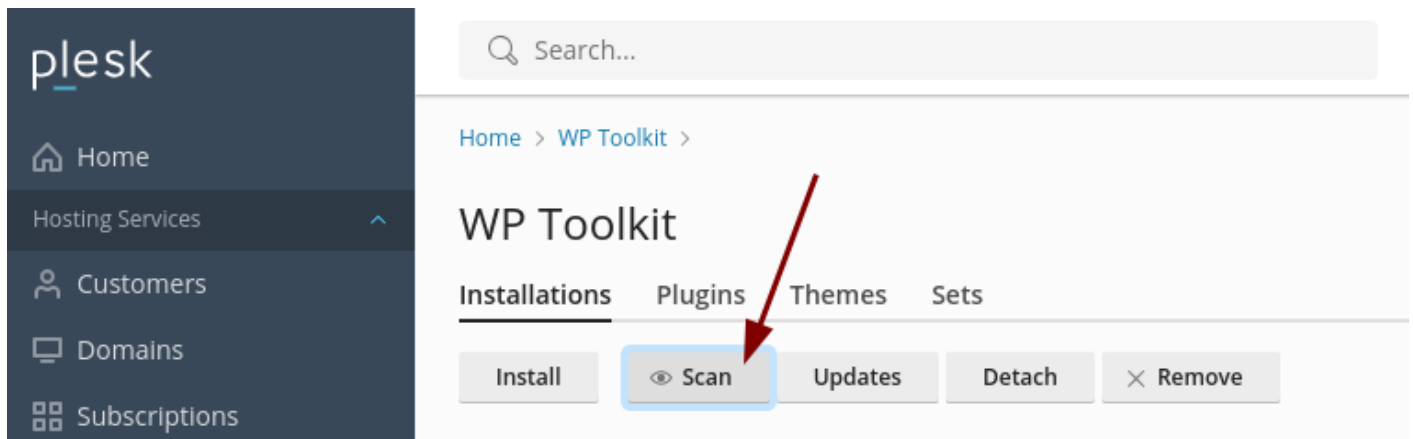 plesk
Search...
Home
Home > WP Toolkit >
Hosting Services
WP Toolkit
Customers
Installations Plugins Themes Sets
Domains
Install Scan Updates Detach Remove
Subscriptions